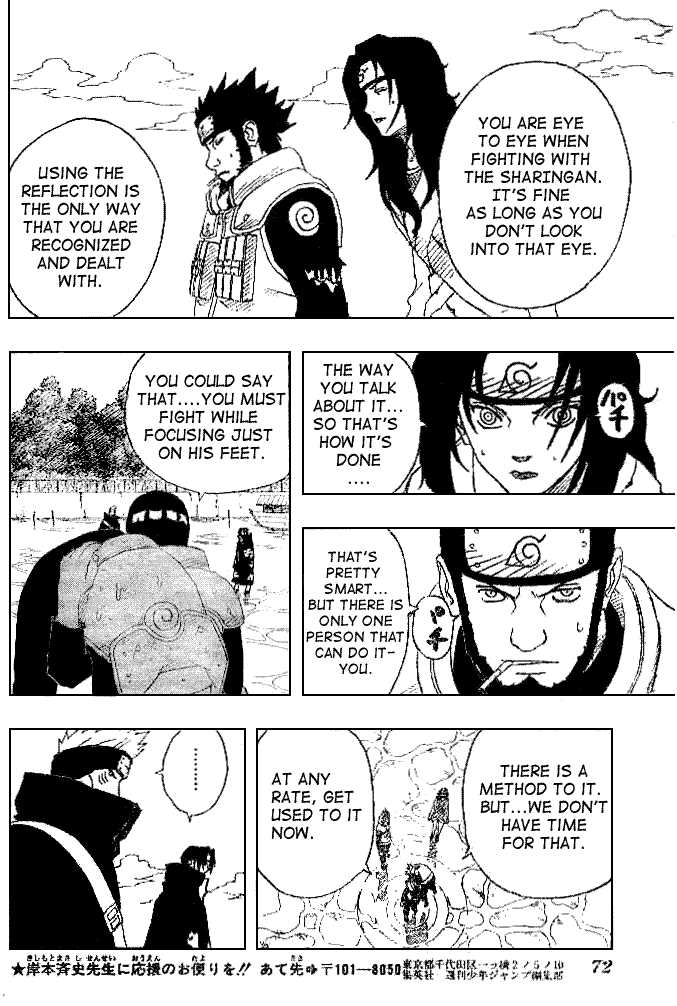 YOU ARE EYE
TO EYE WHEN
FIGHTING WITH
THE SHARINGAN.
IT'S FINE
AS LONG AS YOU
DON'T LOOK
INTO THAT EYE.
USING THE
REFLECTION IS
THE ONLY WAY
THAT YOU ARE
RECOGNIZED
AND DEALT
WITH.
THE WAY
YOU TALK
ABOUT IT...
SO THAT'S
HOW IT'S
DONE
....
パチ
YOU COULD SAY
THAT....YOU MUST
FIGHT WHILE
FOCUSING JUST
ON HIS FEET.
THAT'S
PRETTY
SMART...
BUT THERE IS
ONLY ONE
PERSON THAT
CAN DO IT-
YOU.
パチ
THERE IS A
METHOD TO IT.
BUT...WE DON'T
HAVE TIME
FOR THAT.
AT ANY
RATE, GET
USED TO IT
NOW.
........
★岸本斉史先生に応援のお便りを!! あて先⇨〒101—8050
東京都千代田区一ッ橋2/5/10
集英社 週刊少年ジャンプ編集部
72